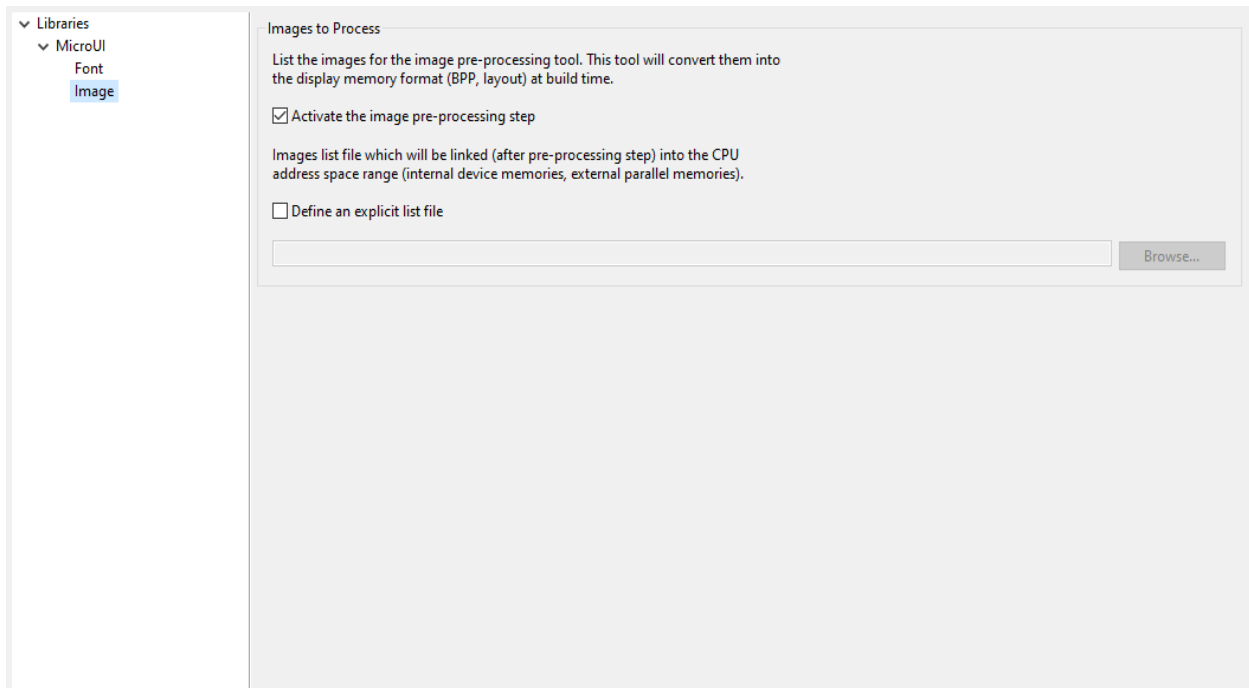 Libraries
MicroUI
Font
Image
Images to Process
List the images for the image pre-processing tool. This tool will convert them into
the display memory format (BPP, layout) at build time.
Activate the image pre-processing step
Images list file which will be linked (after pre-processing step) into the CPU
address space range (internal device memories, external parallel memories).
Define an explicit list file
Browse...